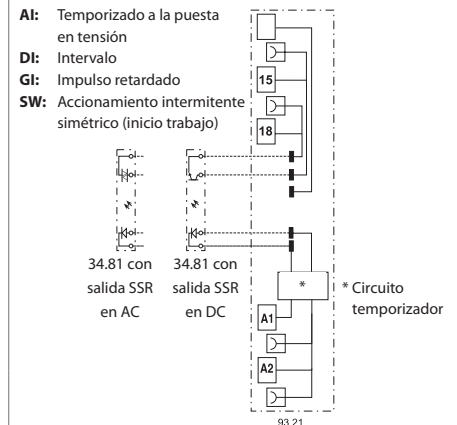 AI: Temporizado a la puesta
en tensión
DI: Intervalo
GI: Impulso retardado
SW: Accionamiento intermitente
simétrico (inicio trabajo)
15
18
34.81 con
salida SSR
en AC
34.81 con
salida SSR
en DC
*
* Circuito
temporizador
A1
A2
93.21